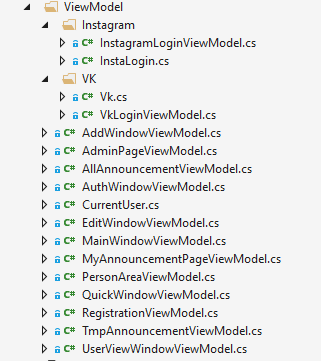 ViewModel
Instagram
C# InstagramLoginViewModel.cs
C# InstaLogin.cs
VK
C# Vk.cs
C# VkLoginViewModel.cs
C# AddWindowViewModel.cs
C# AdminPageViewModel.cs
C# AllAnnouncementViewModel.cs
C# AuthWindowViewModel.cs
C# CurrentUser.cs
C# EditWindowViewModel.cs
C# MainWindowViewModel.cs
C# MyAnnouncementPageViewModel.cs
C# PersonAreaViewModel.cs
C# QuickWindowViewModel.cs
C# RegistrationViewModel.cs
C# TmpAnnouncementViewModel.cs
C# UserViewWindowViewModel.cs